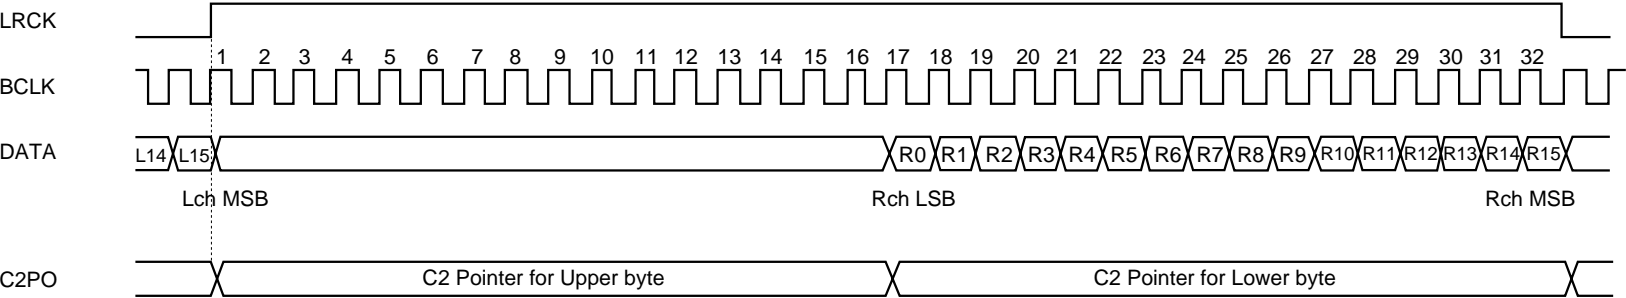 LRCK
1 2 3 4 5 6 7 8 9 10 11 12 13 14 15 16 17 18 19 20 21 22 23 24 25 26 27 28 29 30 31 32
BCLK
DATA L14 L15 R0 R1 R2 R3 R4 R5 R6 R7 R8 R9 R10 R11 R12 R13 R14 R15
Lch MSB Rch LSB Rch MSB
C2PO C2 Pointer for Upper byte C2 Pointer for Lower byte